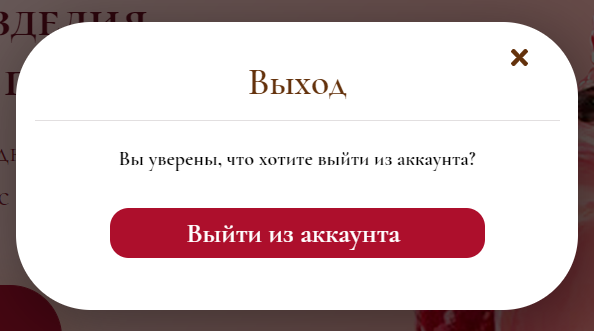 Выход
Вы уверены, что хотите выйти из аккаунта?
Выйти из аккаунта